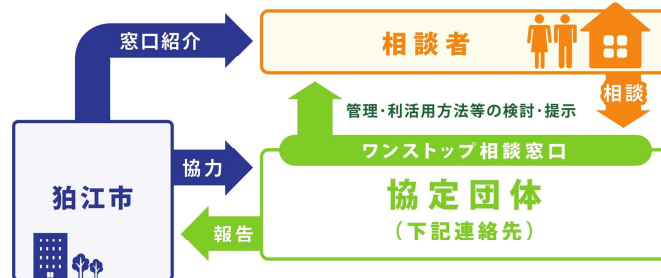 窓口紹介
相談者
相談
管理・利活用方法等の検討・提示
ワンストップ相談窓口
狛江市
協力
協定団体
（下記連絡先）
報告